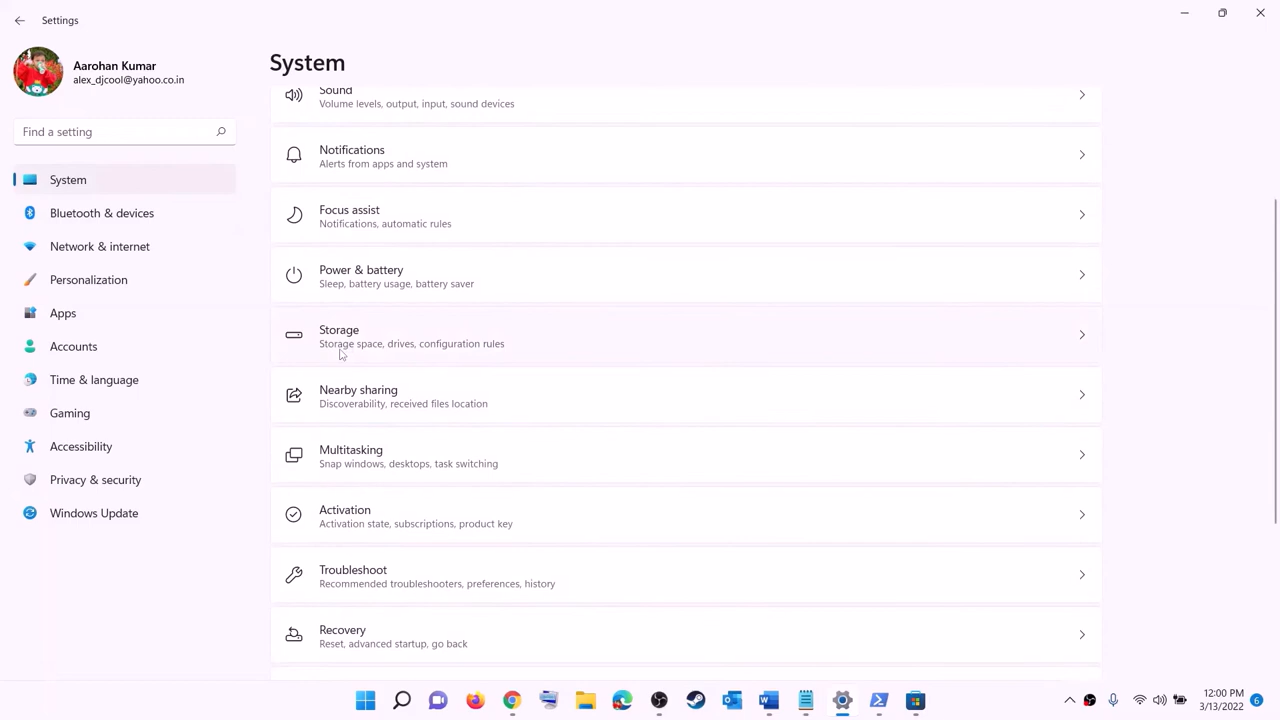 Settings
Aarohan Kumar
alex_djcool@yahoo.co.in
Find a setting
System
Bluetooth & devices
Network & internet
Personalization
Apps
Accounts
Time & language
Gaming
Accessibility
Privacy & security
Windows Update
System
Sound
Volume levels, output, input, sound devices
Notifications
Alerts from apps and system
Focus assist
Notifications, automatic rules
Power & battery
Sleep, battery usage, battery saver
Storage
Storage space, drives, configuration rules
Nearby sharing
Discoverability, received files location
Multitasking
Snap windows, desktops, task switching
Activation
Activation state, subscriptions, product key
Troubleshoot
Recommended troubleshooters, preferences, history
Recovery
Reset, advanced startup, go back
12:00 PM
3/13/2022
6